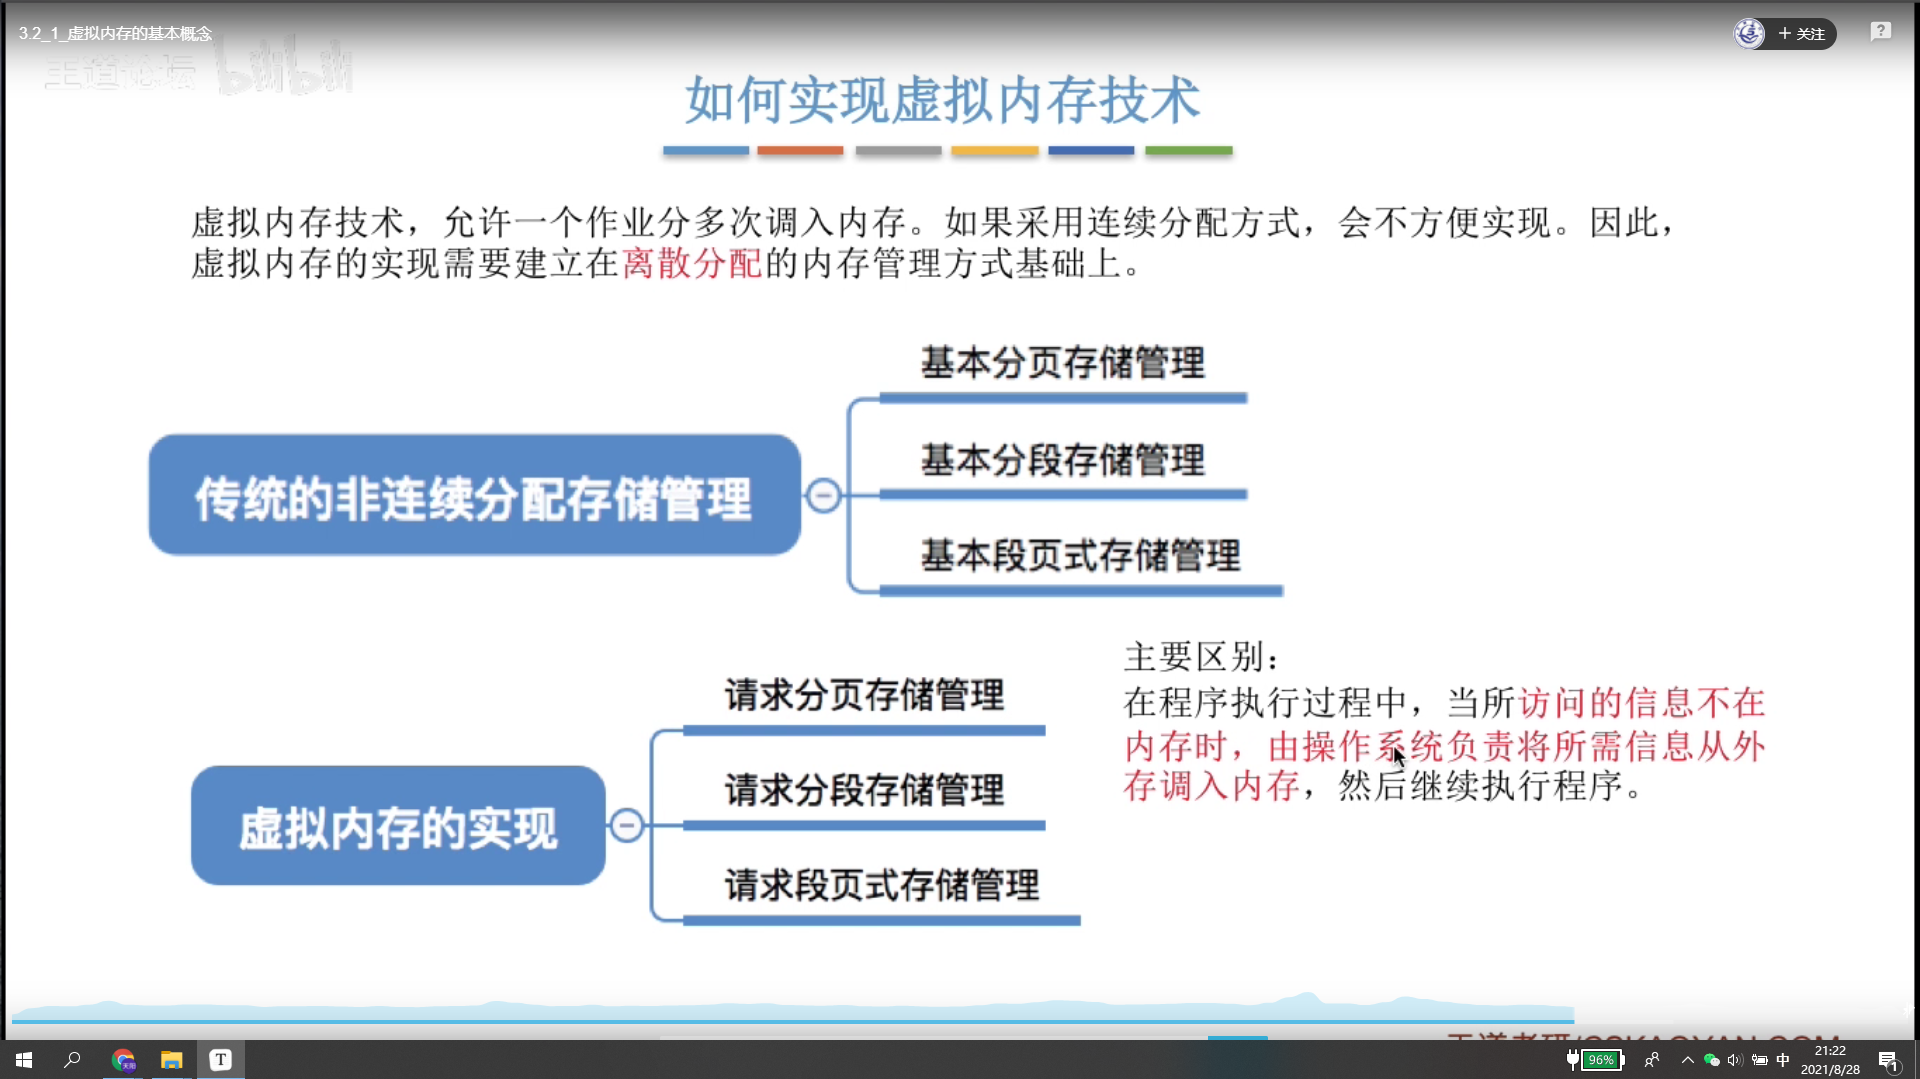 3.2_1_虚拟内存的基本概念
+ 关注
王道论坛 bilibili
如何实现虚拟内存技术
虚拟内存技术，允许一个作业分多次调入内存。如果采用连续分配方式，会不方便实现。因此，
虚拟内存的实现需要建立在离散分配的内存管理方式基础上。
基本分页存储管理
传统的非连续分配存储管理
基本分段存储管理
基本段页式存储管理
请求分页存储管理
虚拟内存的实现
请求分段存储管理
请求段页式存储管理
主要区别：
在程序执行过程中，当所访问的信息不在
内存时，由操作系统负责将所需信息从外
存调入内存，然后继续执行程序。
T
96%
中
21:22
2021/8/28
1